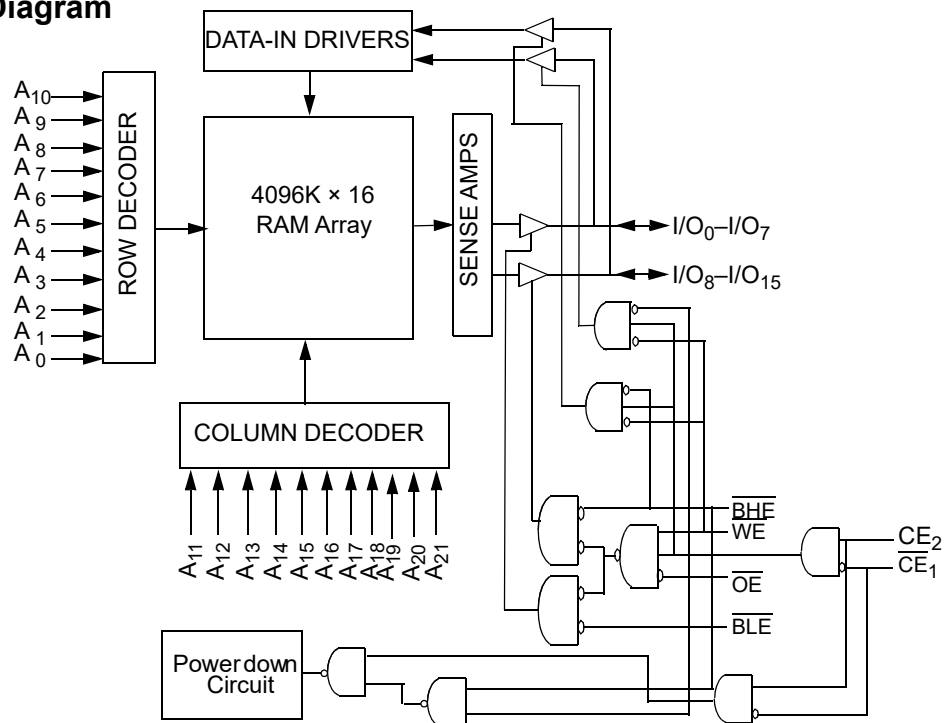 Diagram
DATA-IN DRIVERS
A10
A9
A8
A7
A6
A5
A4
A3
A2
A1
A0
ROW DECODER
4096K × 16
RAM Array
SENSE AMPS
I/O0–I/O7
I/O8–I/O15
COLUMN DECODER
A11
A12
A13
A14
A15
A16
A17
A18
A19
A20
A21
BHE
WE
CE2
CE1
OE
BLE
Power down
Circuit